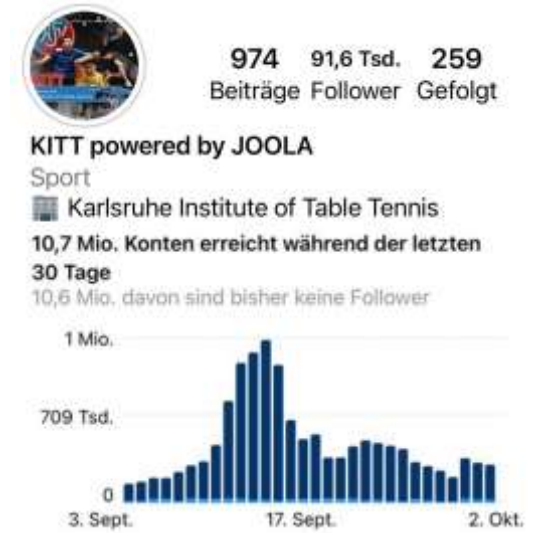 974 91,6 Tsd. 259
Beiträge Follower Gefolgt
KITT powered by JOOLA
Sport
Karlsruhe Institute of Table Tennis
10,7 Mio. Konten erreicht während der letzten
30 Tage
10,6 Mio. davon sind bisher keine Follower
1 Mio.
709 Tsd.
0
3. Sept. 17. Sept. 2. Okt.